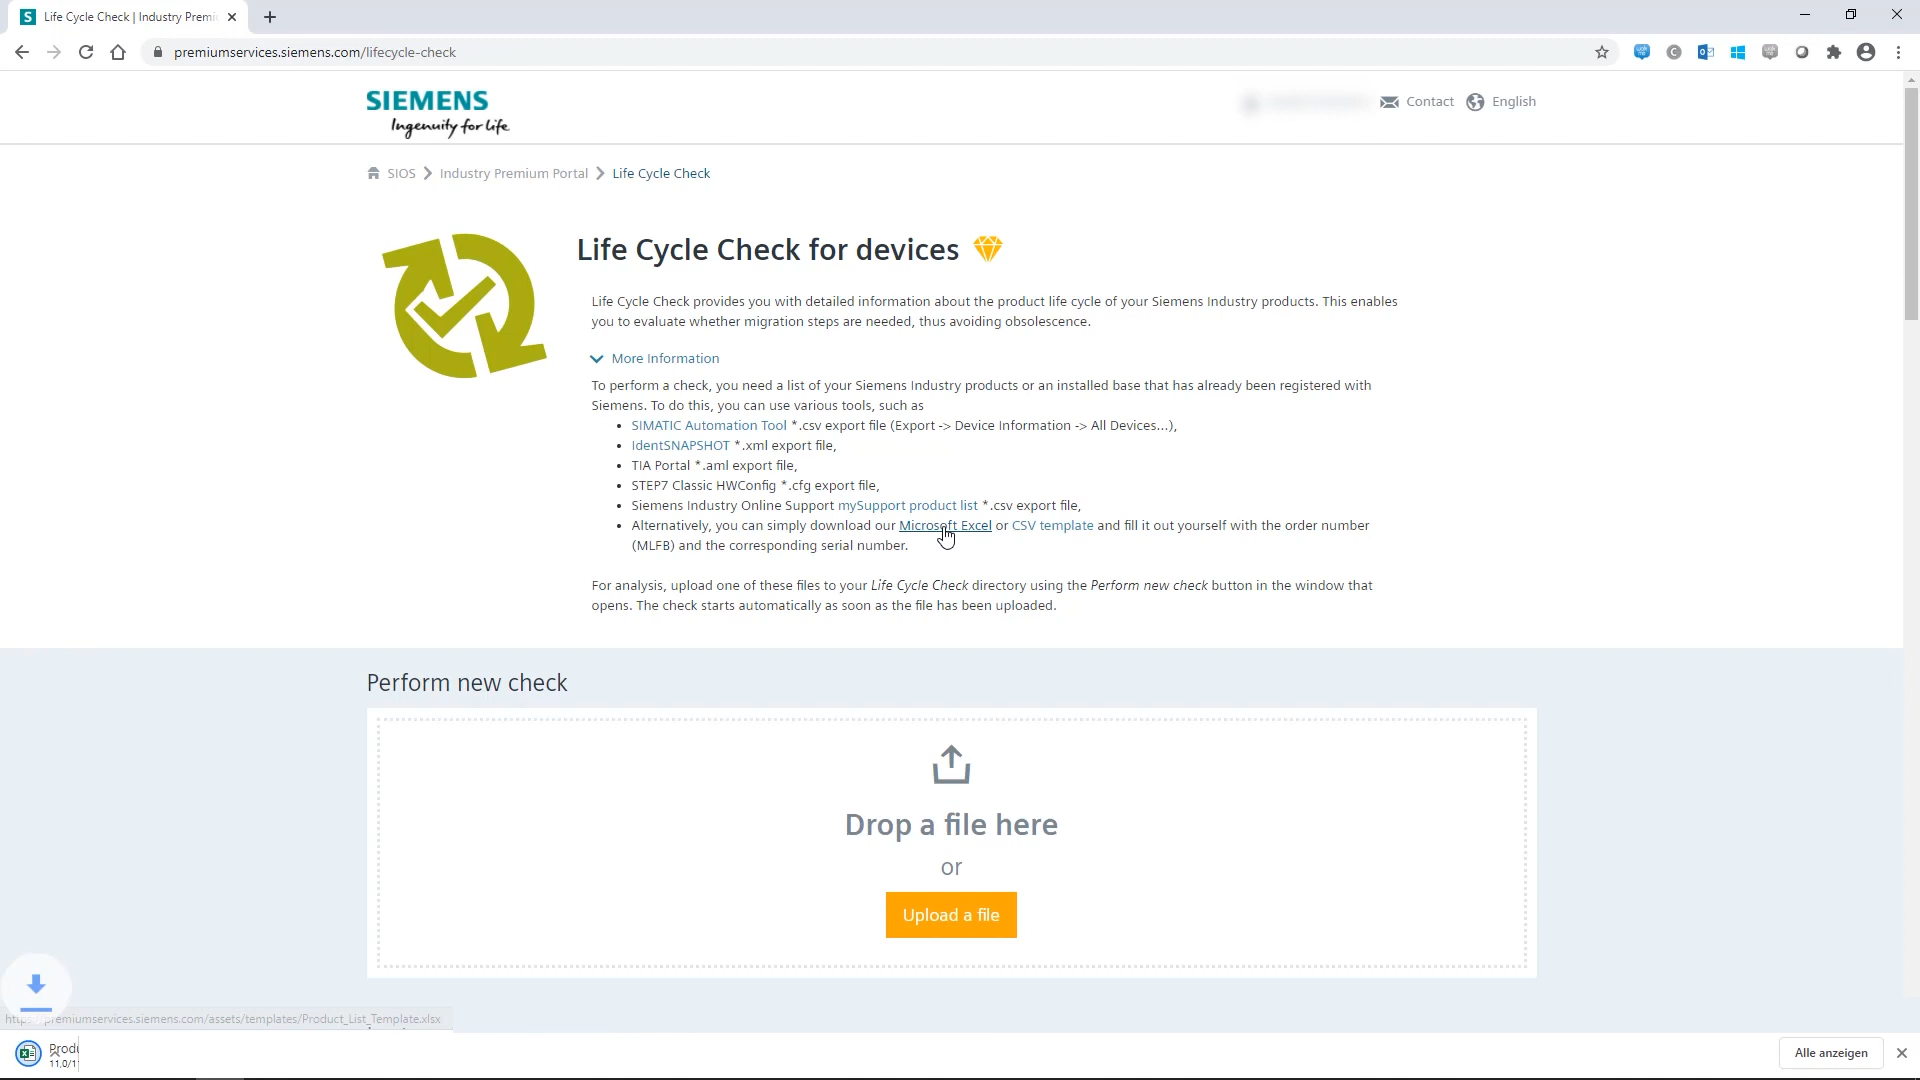 Life Cycle Check | Industry Premi
premiumservices.siemens.com/lifecycle-check
SIEMENS
Ingenuity for life
Contact
English
SIOS
Industry Premium Portal
Life Cycle Check
Life Cycle Check for devices
Life Cycle Check provides you with detailed information about the product life cycle of your Siemens Industry products. This enables
you to evaluate whether migration steps are needed, thus avoiding obsolescence.
More Information
To perform a check, you need a list of your Siemens Industry products or an installed base that has already been registered with
Siemens. To do this, you can use various tools, such as
• SIMATIC Automation Tool *.csv export file (Export -> Device Information -> All Devices...),
• IdentSNAPSHOT *.xml export file,
• TIA Portal *.aml export file,
• STEP7 Classic HWConfig *.cfg export file,
• Siemens Industry Online Support mySupport product list *.csv export file,
• Alternatively, you can simply download our Microsoft Excel or CSV template and fill it out yourself with the order number
(MLFB) and the corresponding serial number.
For analysis, upload one of these files to your Life Cycle Check directory using the Perform new check button in the window that
opens. The check starts automatically as soon as the file has been uploaded.
Perform new check
Drop a file here
or
Upload a file
premiumservices.siemens.com/assets/templates/Product_List_Template.xlsx
Produ
11,0/1
Alle anzeigen